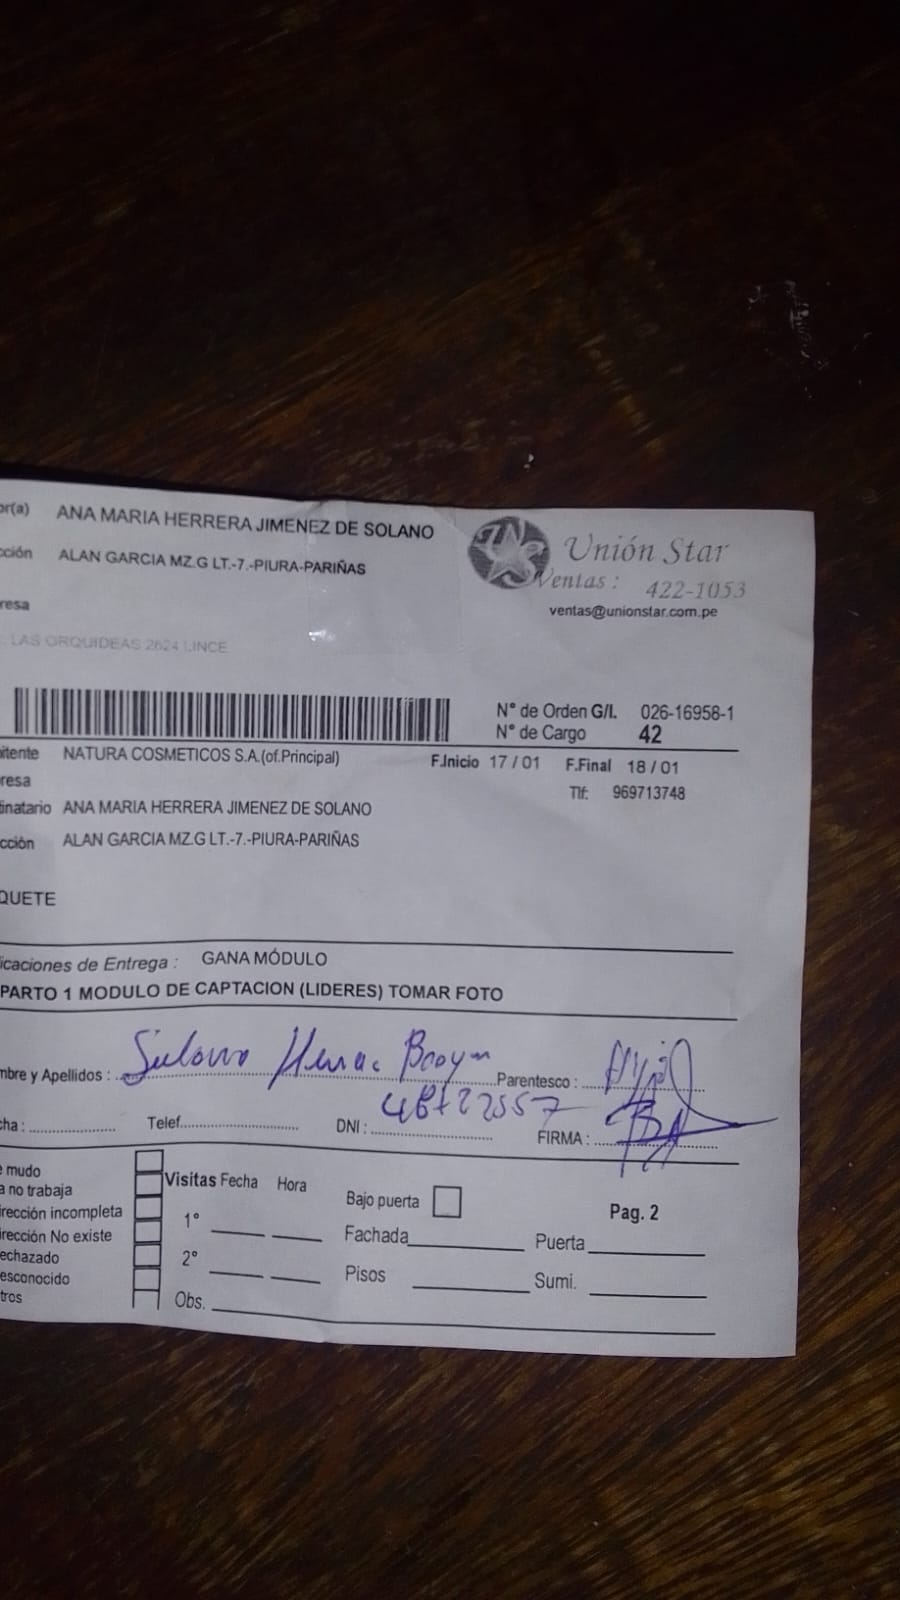 or(a) ANA MARIA HERRERA JIMENEZ DE SOLANO
cción ALAN GARCIA MZ.G LT.-7.-PIURA-PARIÑAS
Unión Star
Ventas : 422-1053
ventas@unionstar.com.pe
resa
LAS ORQUIDEAS 2624 LINCE
N° de Orden G/I. 026-16958-1
N° de Cargo 42
itente NATURA COSMETICOS S.A.(of.Principal)
F.Inicio 17 / 01 F.Final 18 / 01
resa
Tlf: 969713748
tinatario ANA MARIA HERRERA JIMENEZ DE SOLANO
cción ALAN GARCIA MZ.G LT.-7.-PIURA-PARIÑAS
QUETE
icaciones de Entrega : GANA MÓDULO
PARTO 1 MODULO DE CAPTACION (LIDERES) TOMAR FOTO
mbre y Apellidos : Solano Parentesco :
cha : Telef. DNI : FIRMA :
e mudo
a no trabaja
irección incompleta
irección No existe
echazado
esconocido
tros
Visitas Fecha Hora
1°
2°
Obs.
Bajo puerta
Pag. 2
Fachada Puerta
Pisos Sumi.